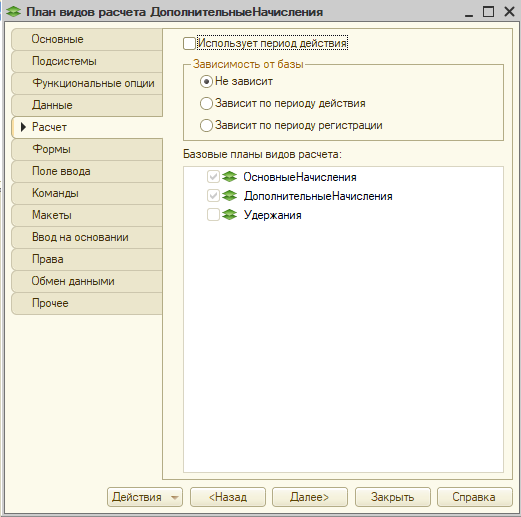 План видов расчета ДополнительныеНачисления
Основные
Подсистемы
Функциональные опции
Данные
Расчет
Формы
Поле ввода
Команды
Макеты
Ввод на основании
Права
Обмен данными
Прочее
Использует период действия
Зависимость от базы
Не зависит
Зависит по периоду действия
Зависит по периоду регистрации
Базовые планы видов расчета:
ОсновныеНачисления
ДополнительныеНачисления
Удержания
Действия
<Назад
Далее>
Закрыть
Справка